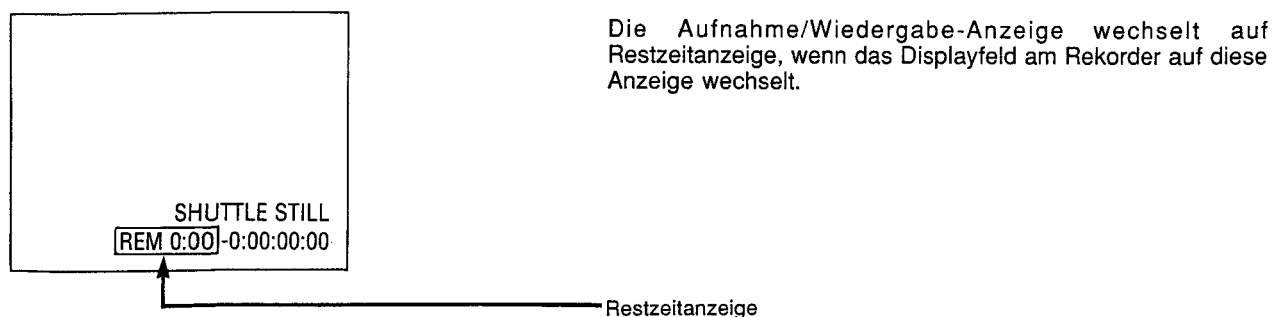 Die Aufnahme/Wiedergabe-Anzeige wechselt auf
Restzeitanzeige, wenn das Displayfeld am Rekorder auf diese
Anzeige wechselt.
SHUTTLE STILL
REM 0:00 -0:00:00:00
Restzeitanzeige